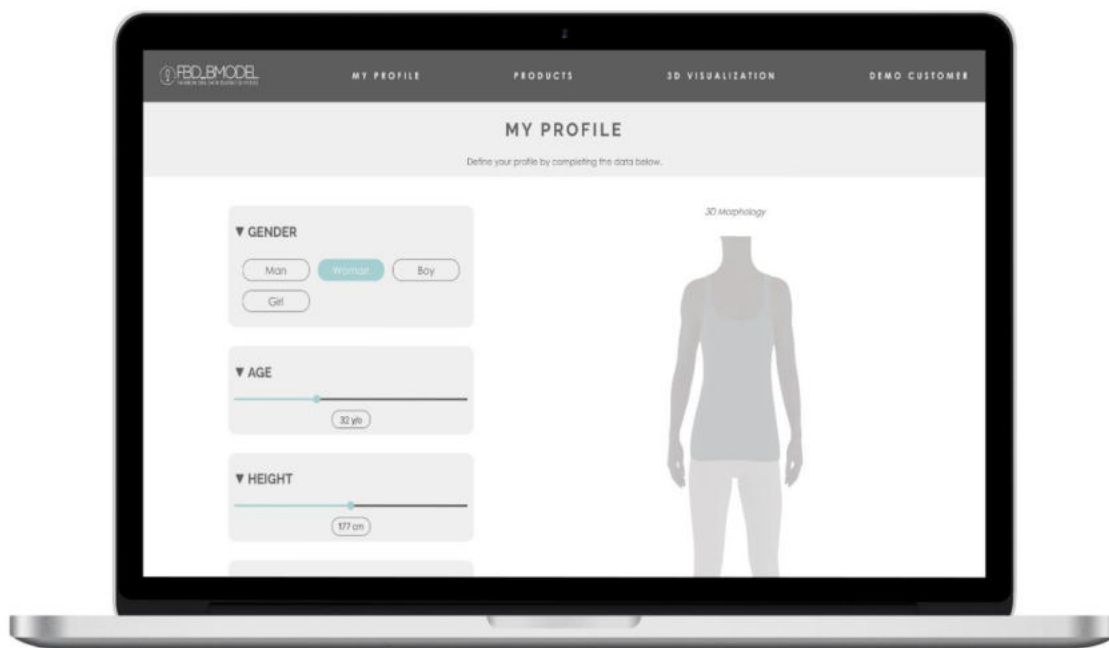 FBD_BMODEL
MY PROFILE
PRODUCTS
3D VISUALIZATION
DEMO CUSTOMER
MY PROFILE
Define your profile by completing the data below.
▼ GENDER
Man
Woman
Boy
Girl
▼ AGE
32 y/o
▼ HEIGHT
177 cm
3D Morphology